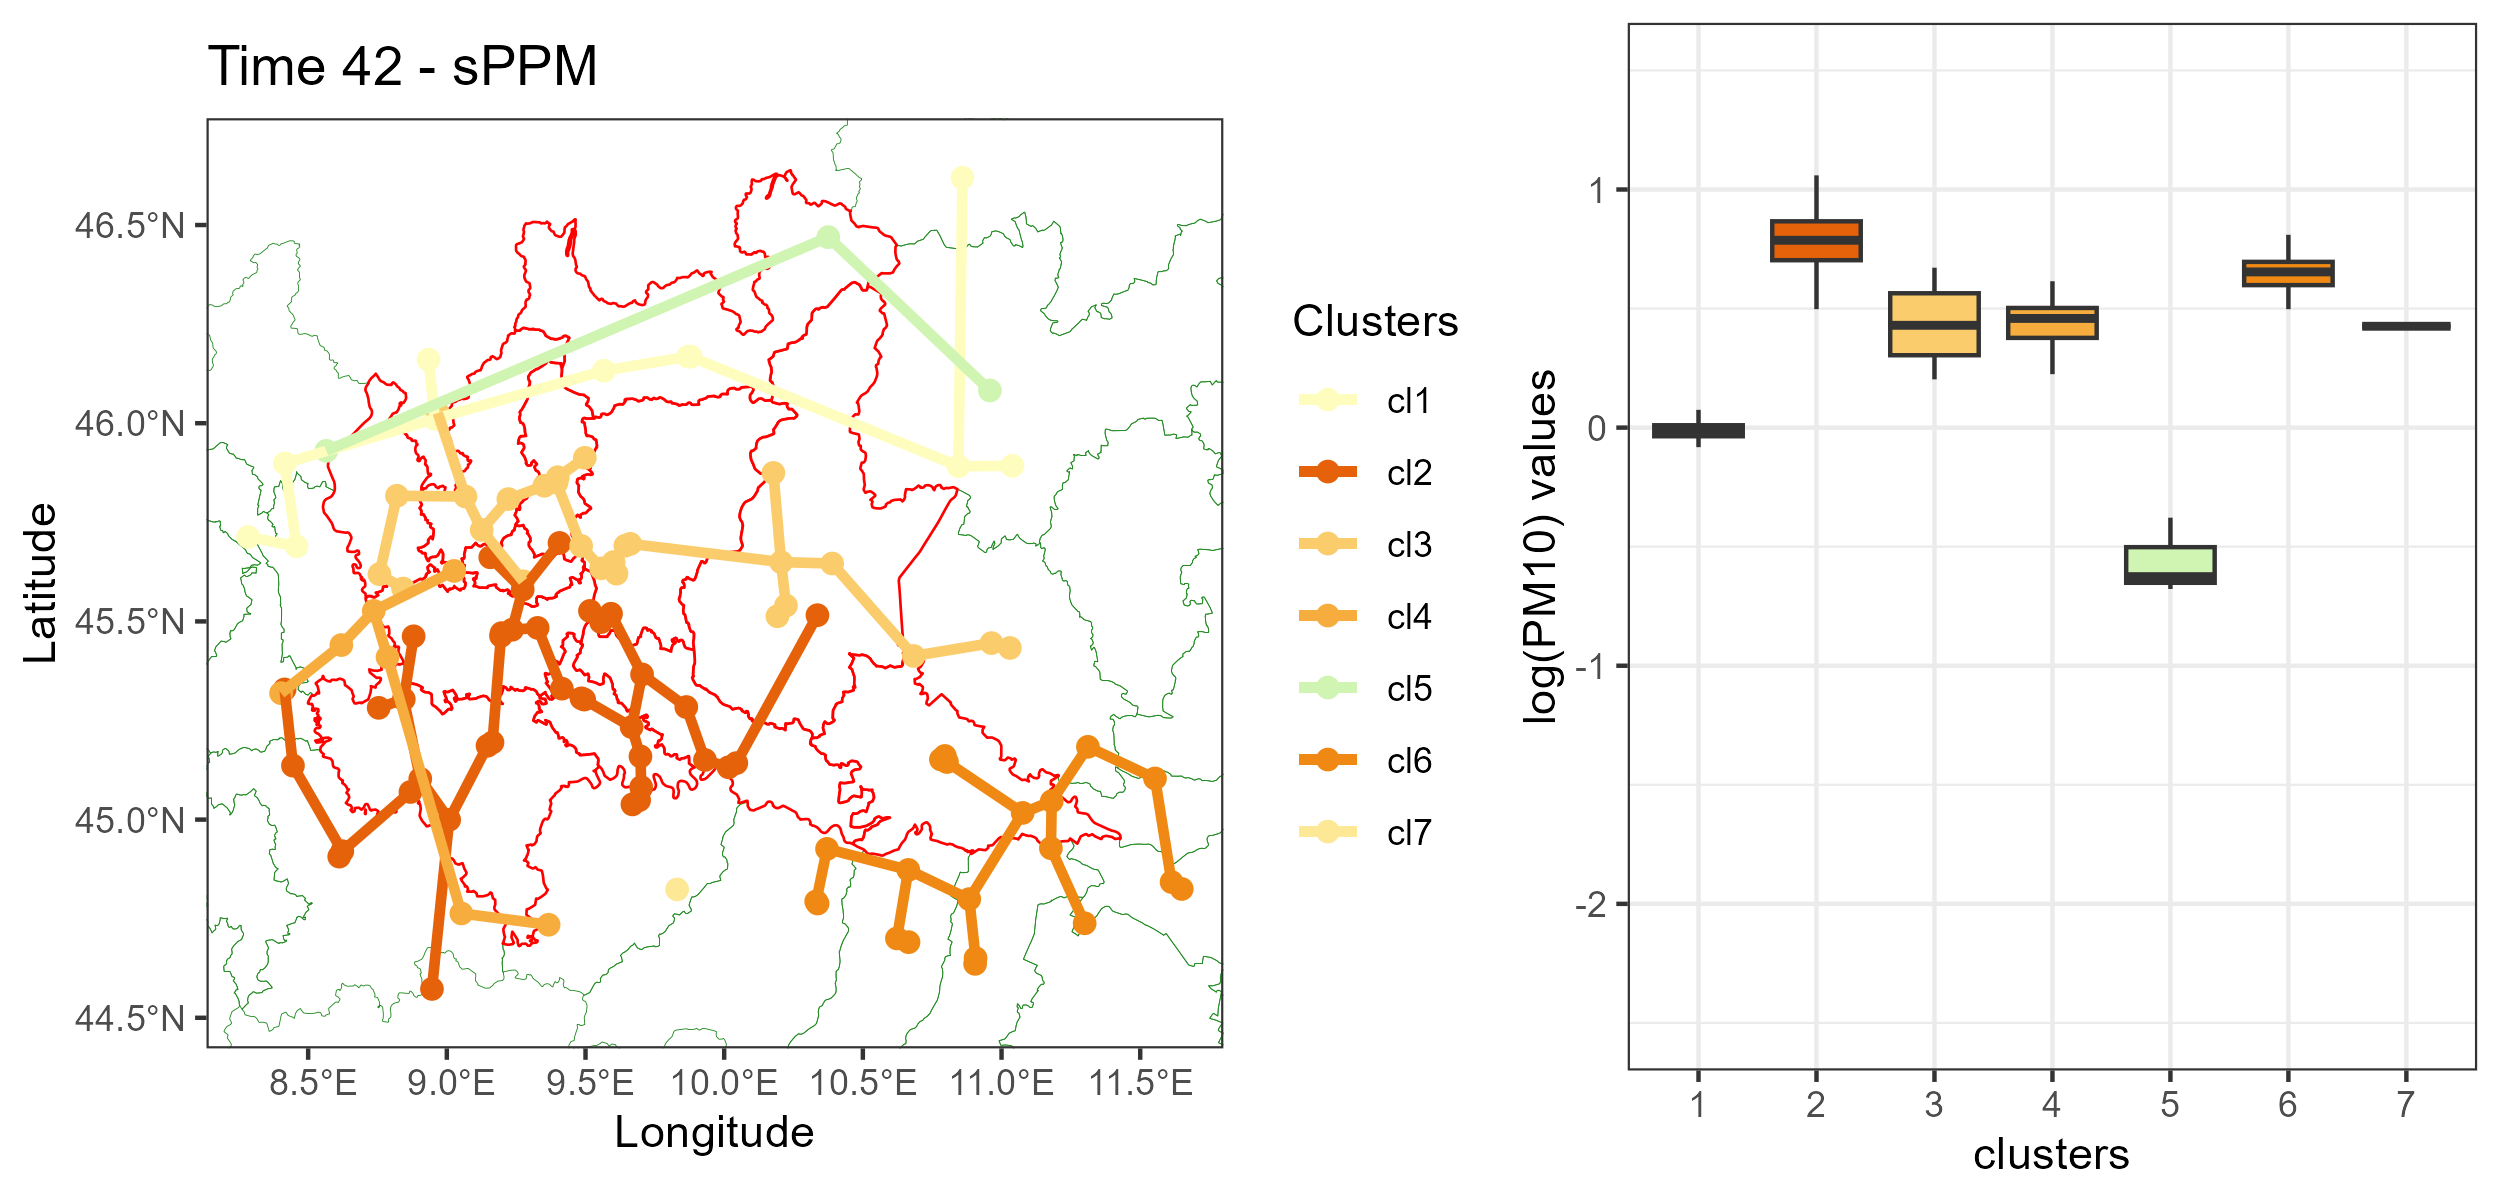 Time 42 - sPPM
46.5°N
46.0°N
45.5°N
45.0°N
44.5°N
Latitude
8.5°E 9.0°E 9.5°E 10.0°E 10.5°E 11.0°E 11.5°E
Longitude
Clusters
cl1
cl2
cl3
cl4
cl5
cl6
cl7
log(PM10) values
1
0
-1
-2
1 2 3 4 5 6 7
clusters